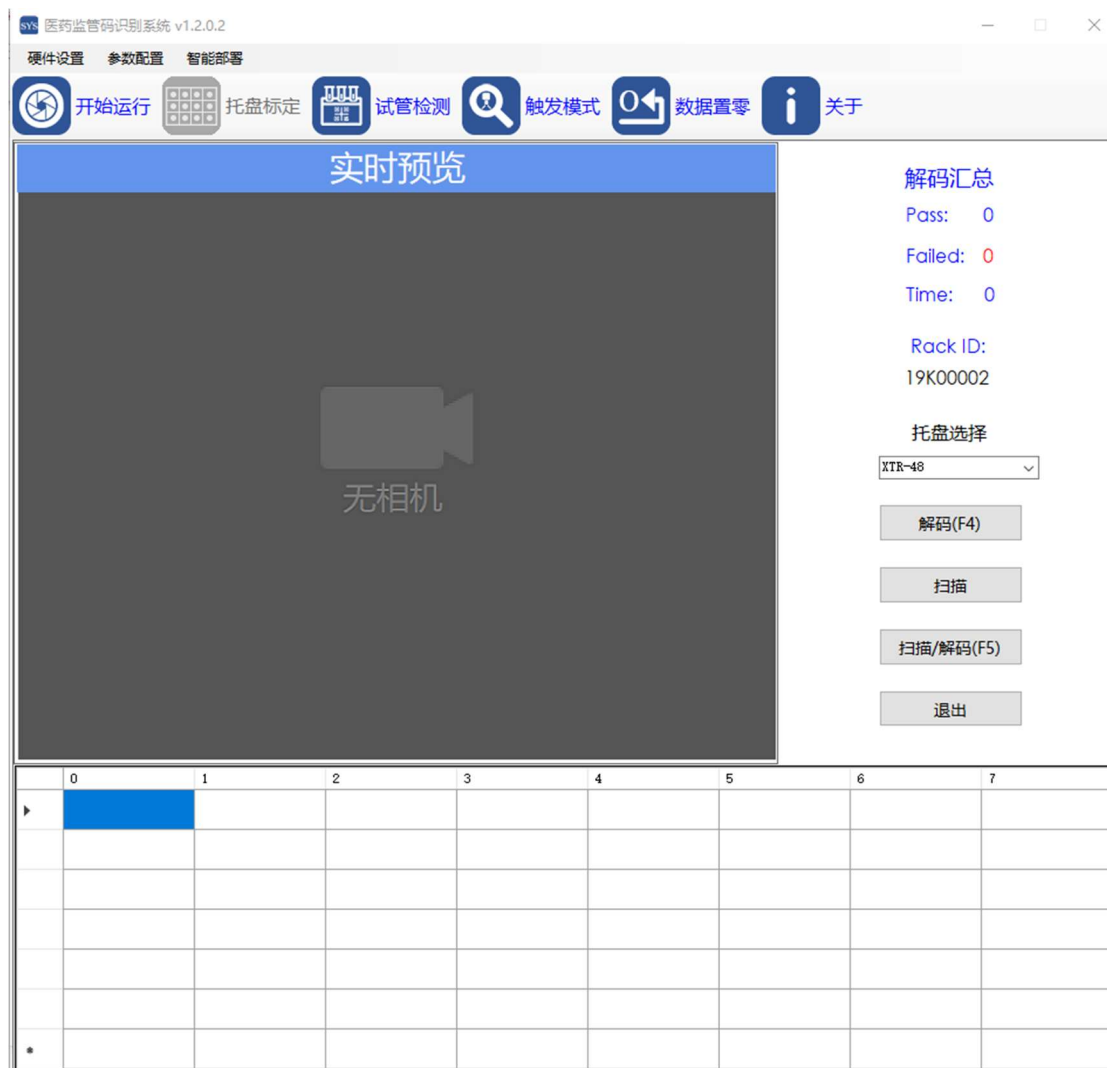 SYS 医药监管码识别系统 v1.2.0.2
硬件设置 参数配置 智能部署
开始运行 托盘标定 试管检测 触发模式 数据置零 关于
实时预览
无相机
解码汇总
Pass: 0
Failed: 0
Time: 0
Rack ID:
19K00002
托盘选择
XTR-48
解码(F4)
扫描
扫描/解码(F5)
退出
0 1 2 3 4 5 6 7